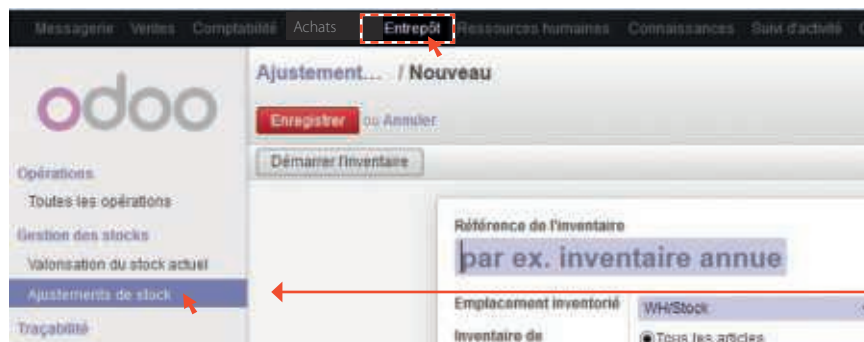 Messagerie Ventes Comptabilité Achats Entrepôt Ressources humaines Connaissances Suivi d'activité
Ajustement... / Nouveau
odoo
Enregistrer ou Annuler
Démarrer l'inventaire
Opérations
Toutes les opérations
Gestion des stocks
Valorisation du stock actuel
Ajustements de stock
Traçabilité
Référence de l'inventaire
par ex. inventaire annue
Emplacement inventorié WH/Stock
Inventaire de Tous les articles